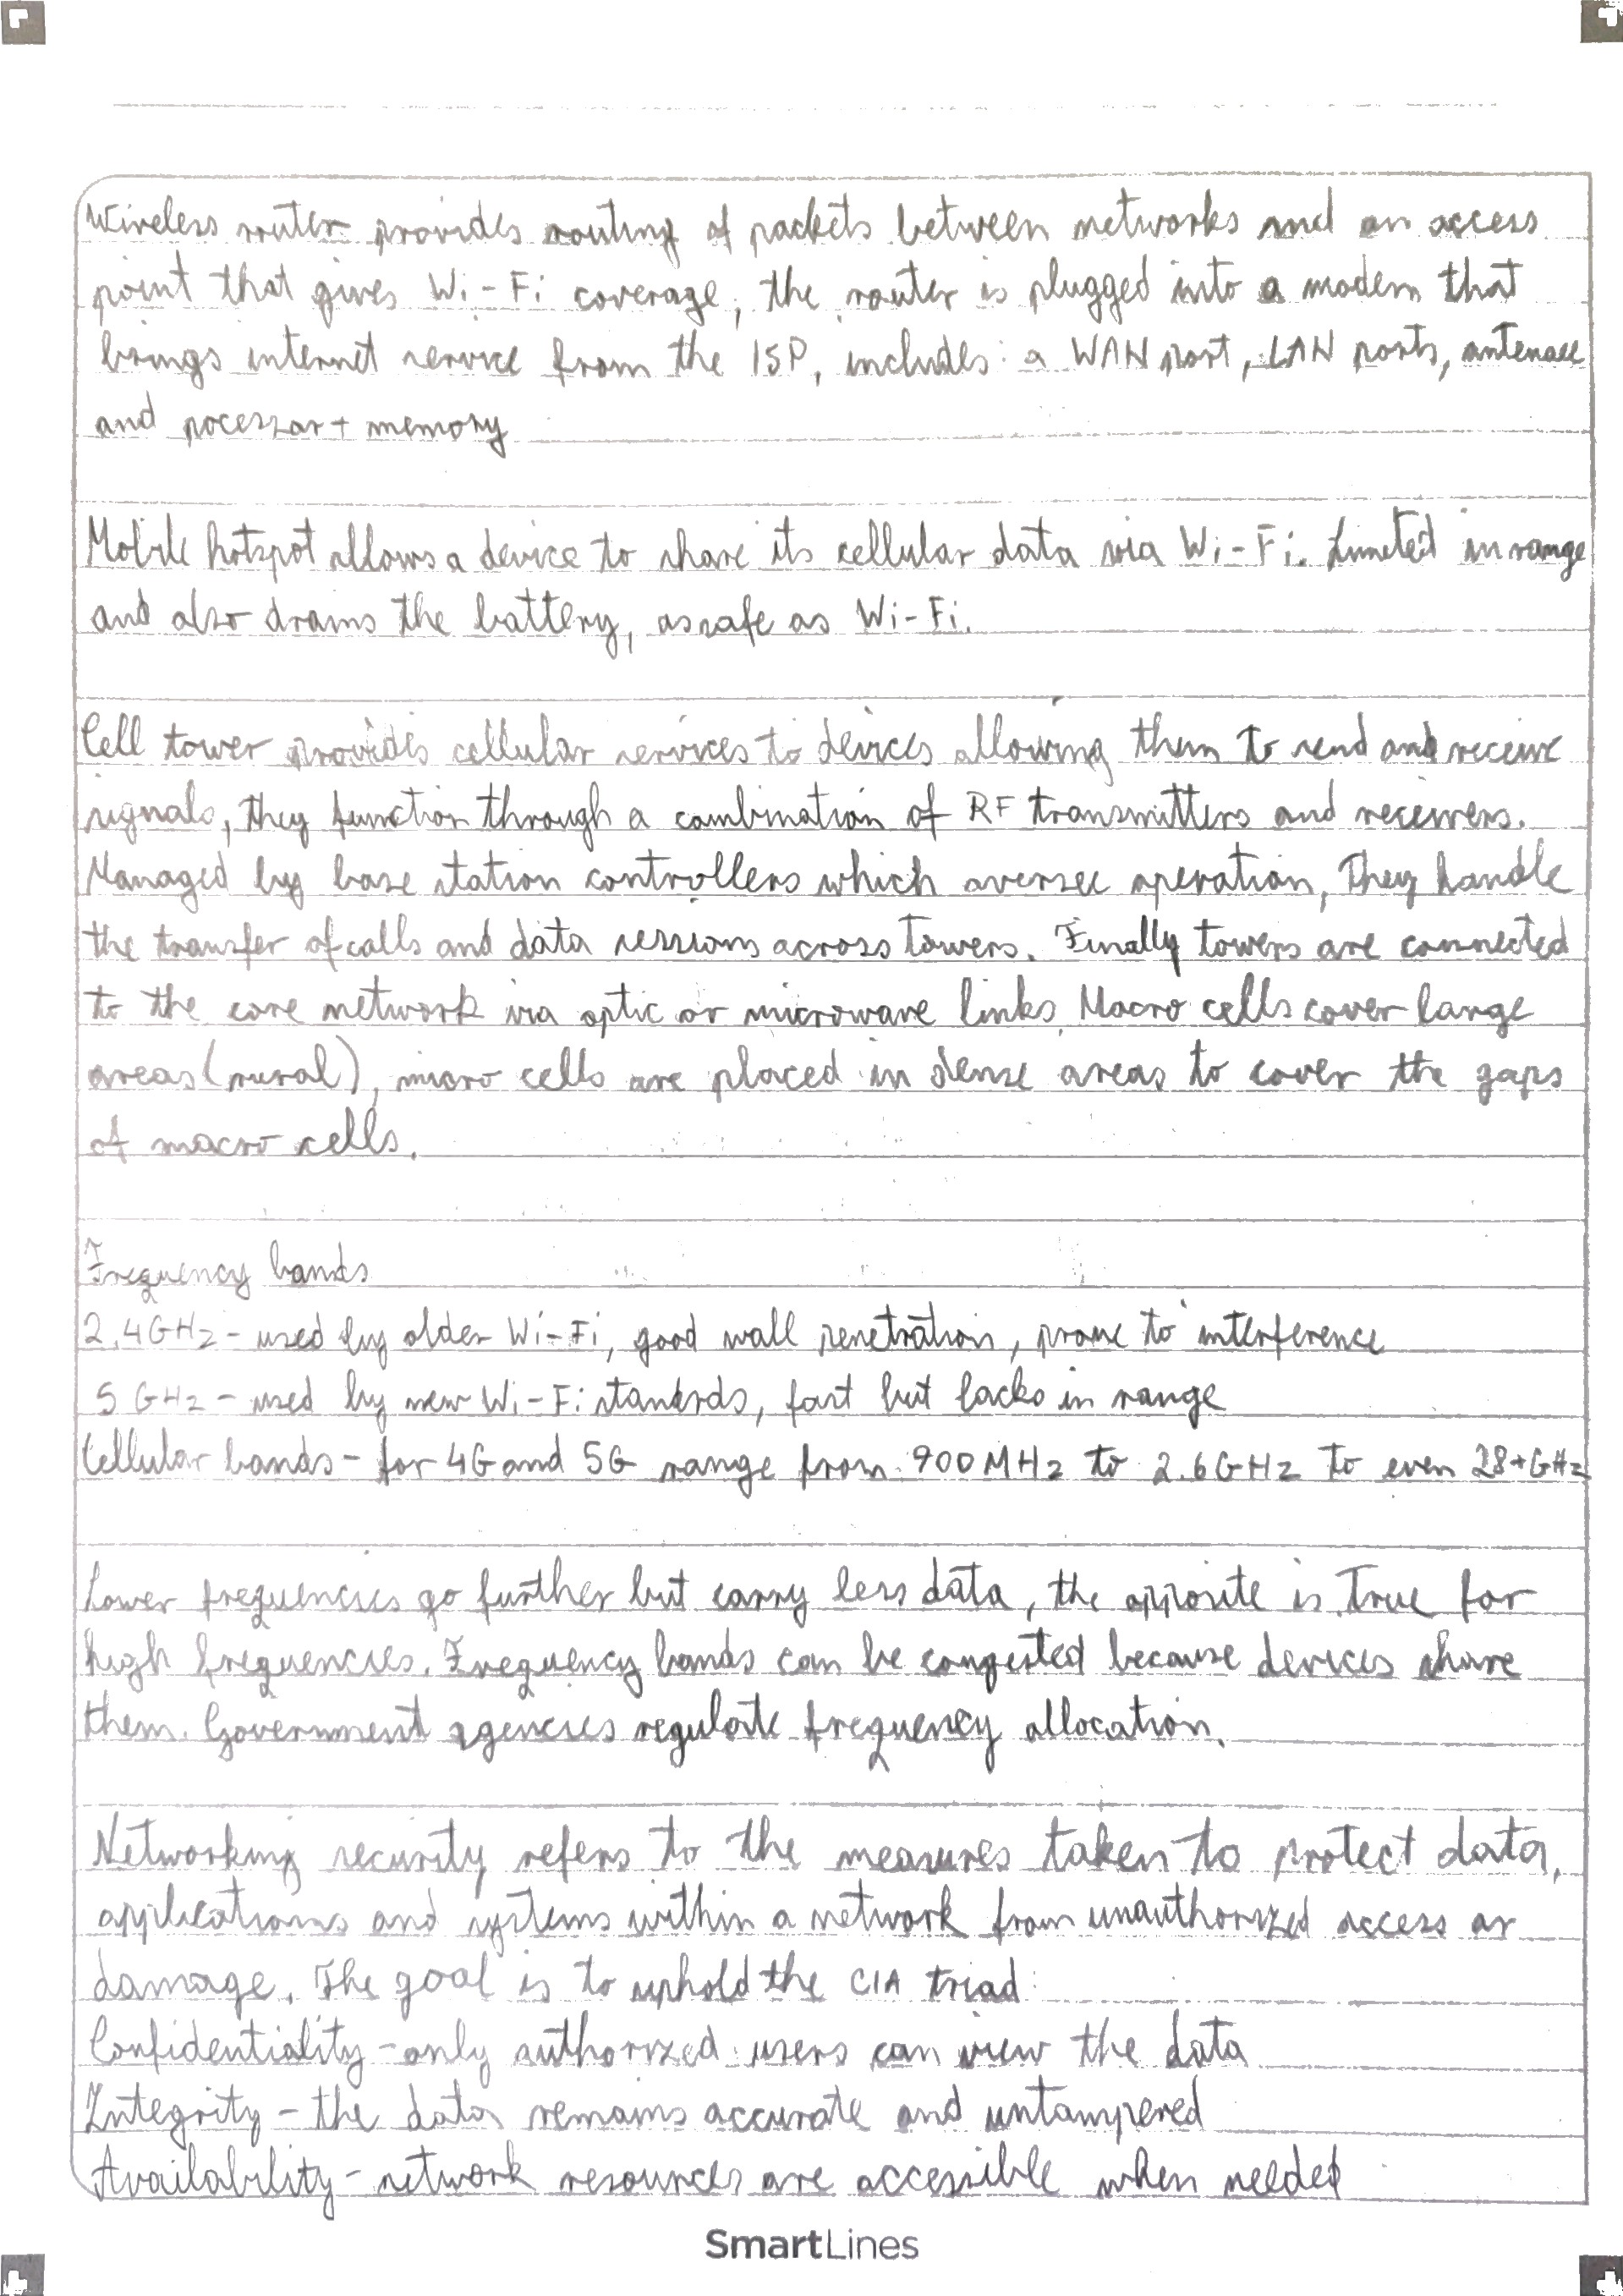 Wireless router provides routing of packets between networks and an access
point that gives Wi-Fi coverage, the router is plugged into a modem that
brings internet service from the ISP, includes: a WAN port, LAN ports, antenae
and pocessor + memory
Mobile hotspot allows a device to share its cellular data via Wi-Fi. Limited in range
and also drains the battery, as safe as Wi-Fi.
Cell tower provides cellular services to devices allowing them to send and receive
signals, they function through a combination of RF transmitters and receivers.
Managed by base station controllers which oversee operation, They handle
the transfer of calls and data sessions across towers. Finally towers are connected
to the core network via optic or microwave links, Macro cells cover large
areas (rural), micro cells are placed in dense areas to cover the gaps
of macro cells.
Frequency bands
2.4GHz - used by older Wi-Fi, good wall penetration, prone to interference
5 GHz - used by new Wi-Fi standrds, fast but lacks in range
Cellular bands - for 4G and 5G range from 900MHz to 2.6GHz to even 28+GHz
Lower frequencies go further but carry less data, the opposite is true for
high frequencies. Frequency bands can be congested because devices share
them. Government agencies regulate frequency allocation.
Networking security refers to the measures taken to protect data,
applications and systems within a network from unauthorized access or
damage. The goal is to uphold the CIA triad:
Confidentiality - only authorized users can view the data
Integrity - the data remains accurate and untampered
Availability - network resources are accessible when needed
SmartLines